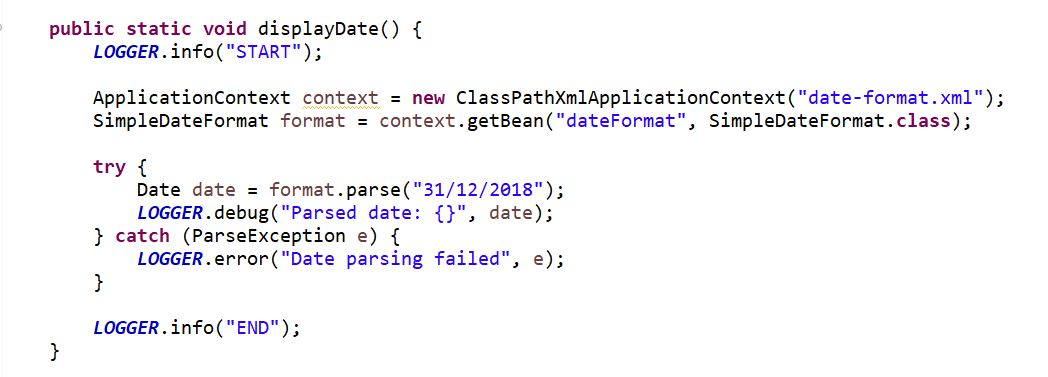 public static void displayDate() {
LOGGER.info("START");
ApplicationContext context = new ClassPathXmlApplicationContext("date-format.xml");
SimpleDateFormat format = context.getBean("dateFormat", SimpleDateFormat.class);
try {
Date date = format.parse("31/12/2018");
LOGGER.debug("Parsed date: {}", date);
} catch (ParseException e) {
LOGGER.error("Date parsing failed", e);
}
LOGGER.info("END");
}